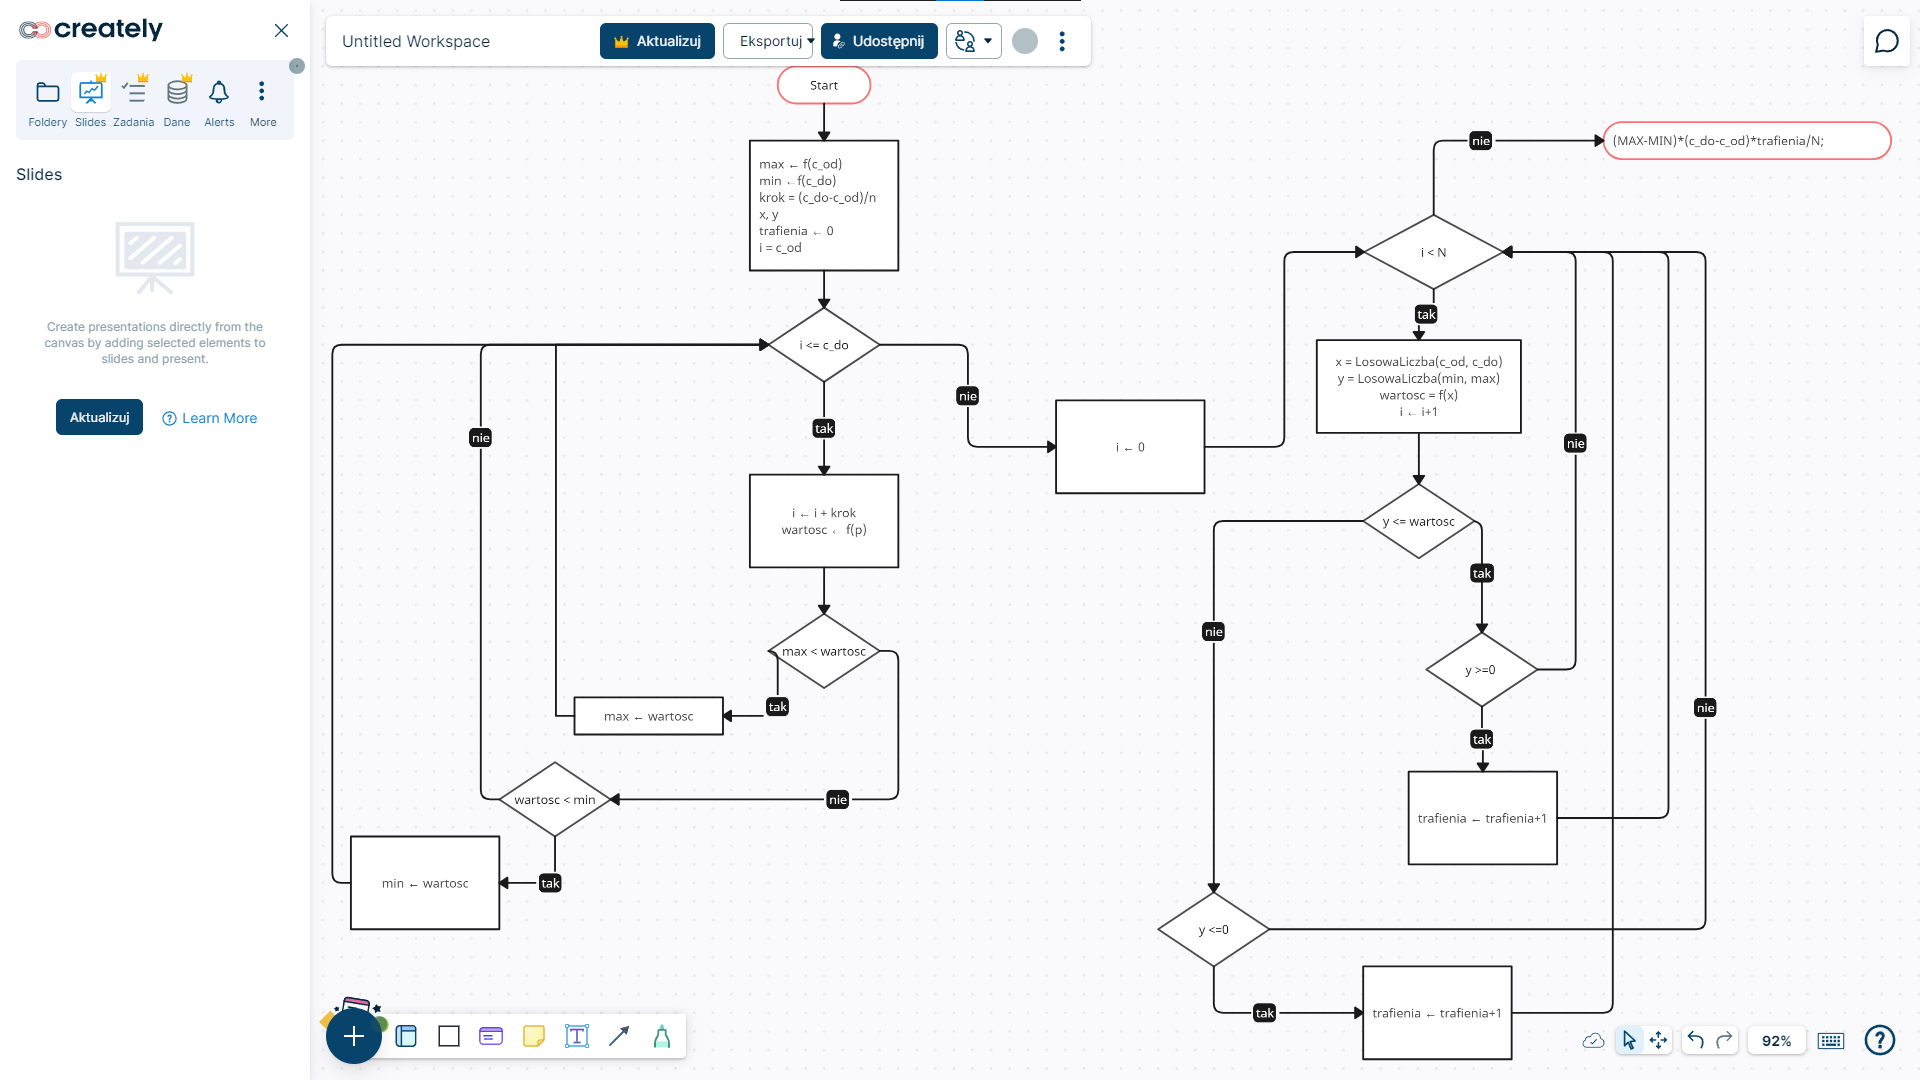 creately
Untitled Workspace
Aktualizuj
Eksportuj
Udostępnij
Foldery
Slides
Zadania
Dane
Alerts
More
Slides
Create presentations directly from the
canvas by adding selected elements to
slides and present.
Aktualizuj
Learn More
Start
max ← f(c_od)
min ←f(c_do)
krok = (c_do-c_od)/n
x, y
trafienia ← 0
i = c_od
i <= c_do
nie
tak
nie
i ← i + krok
wartosc ← f(p)
max < wartosc
tak
max ← wartosc
nie
wartosc < min
tak
min ← wartosc
i ← 0
nie
(MAX-MIN)*(c_do-c_od)*trafienia/N;
i < N
tak
x = LosowaLiczba(c_od, c_do)
y = LosowaLiczba(min, max)
wartosc = f(x)
i ← i+1
nie
y <= wartosc
tak
nie
y >=0
nie
tak
trafienia ← trafienia+1
y <=0
tak
trafienia ← trafienia+1
T
92%
?